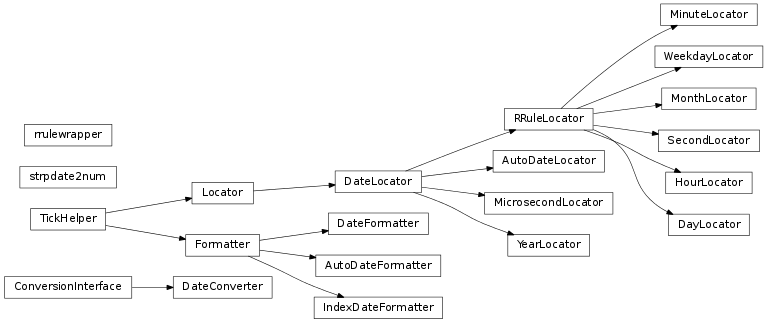 MinuteLocator
WeekdayLocator
MonthLocator
RRuleLocator
rrulewrapper
SecondLocator
AutoDateLocator
strpdate2num
DateLocator
HourLocator
Locator
MicrosecondLocator
TickHelper
DateFormatter
DayLocator
Formatter
YearLocator
AutoDateFormatter
ConversionInterface
DateConverter
IndexDateFormatter